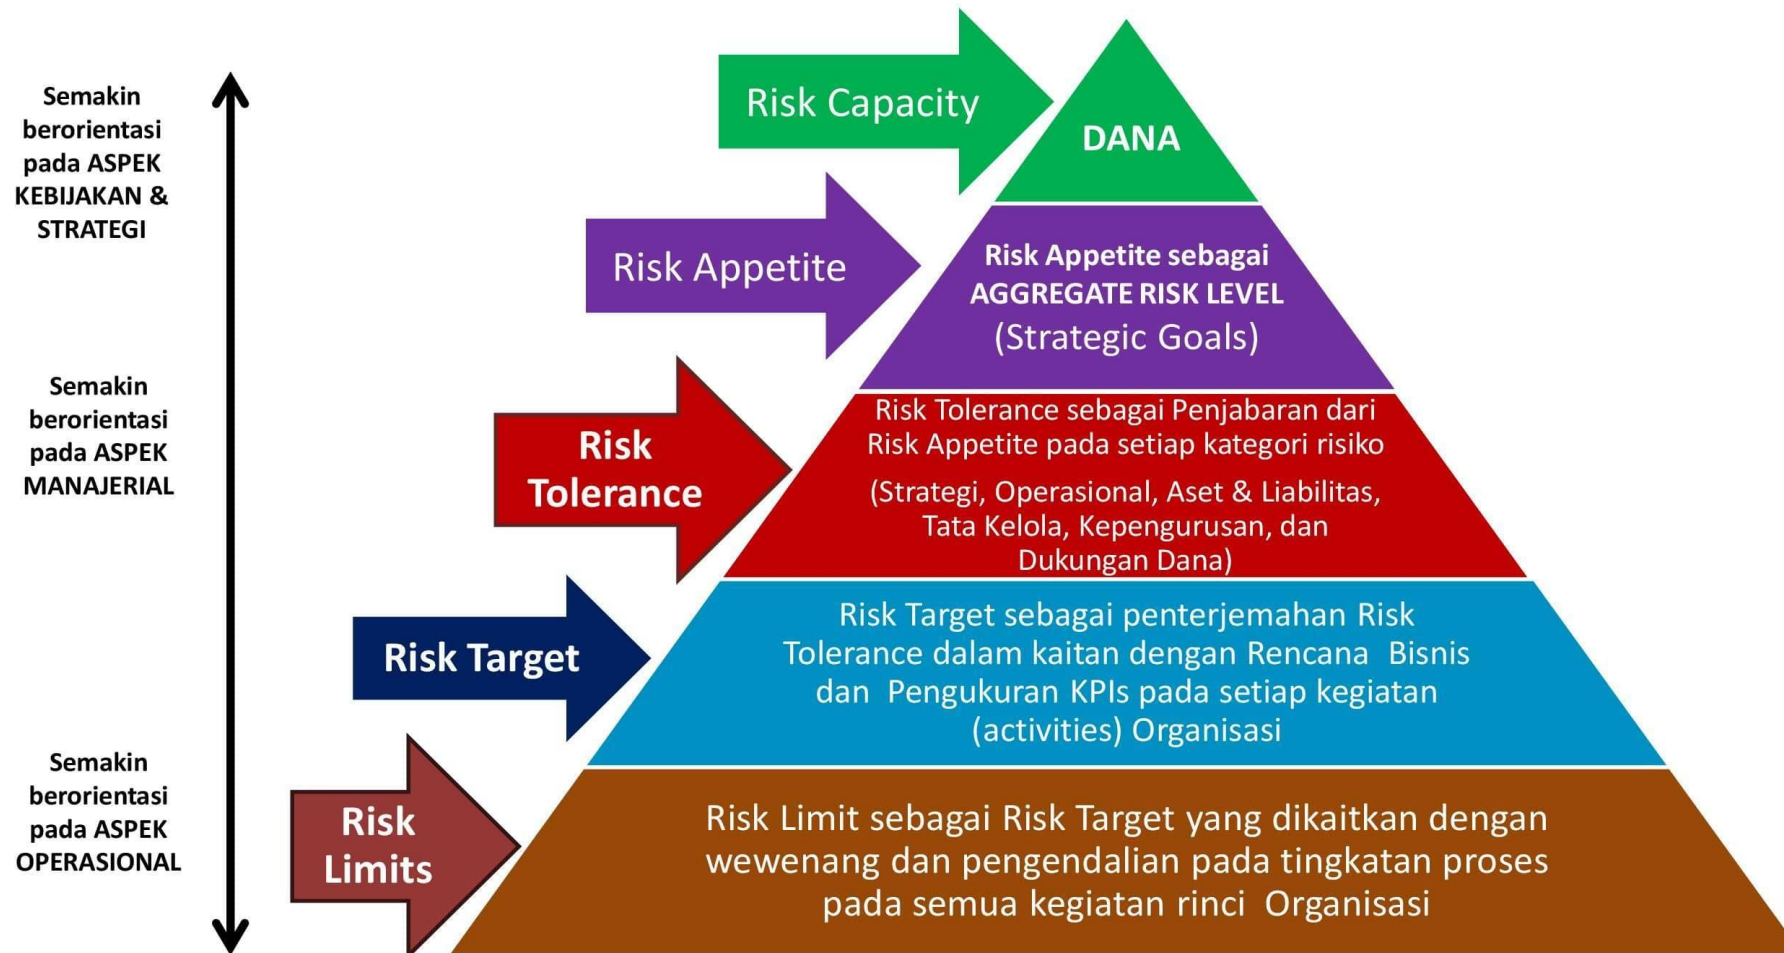 Semakin
berorientasi
pada ASPEK
KEBIJAKAN &
STRATEGI
Semakin
berorientasi
pada ASPEK
MANAJERIAL
Semakin
berorientasi
pada ASPEK
OPERASIONAL
Risk Capacity
DANA
Risk Appetite
Risk Appetite sebagai
AGGREGATE RISK LEVEL
(Strategic Goals)
Risk
Tolerance
Risk Tolerance sebagai Penjabaran dari
Risk Appetite pada setiap kategori risiko
(Strategi, Operasional, Aset & Liabilitas,
Tata Kelola, Kepengurusan, dan
Dukungan Dana)
Risk Target
Risk Target sebagai penterjemahan Risk
Tolerance dalam kaitan dengan Rencana Bisnis
dan Pengukuran KPIs pada setiap kegiatan
(activities) Organisasi
Risk
Limits
Risk Limit sebagai Risk Target yang dikaitkan dengan
wewenang dan pengendalian pada tingkatan proses
pada semua kegiatan rinci Organisasi